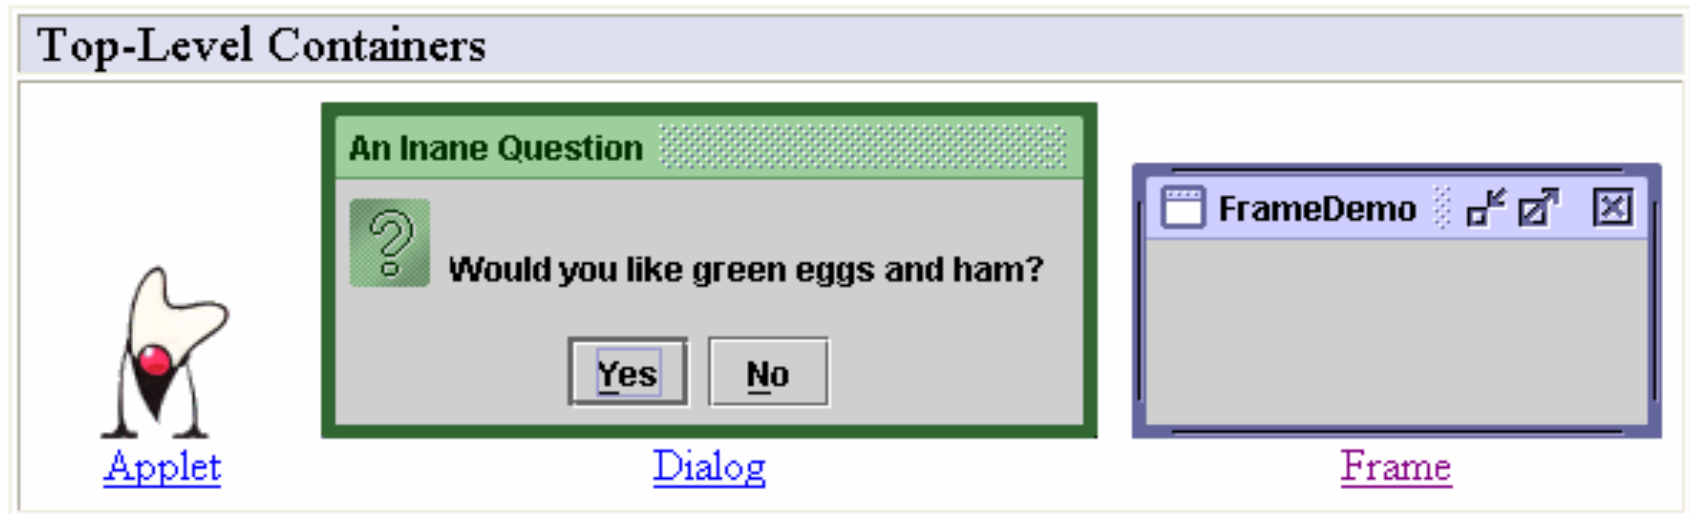 Top-Level Containers
An Inane Question
FrameDemo
?
Would you like green eggs and ham?
Yes No
Applet Dialog Frame